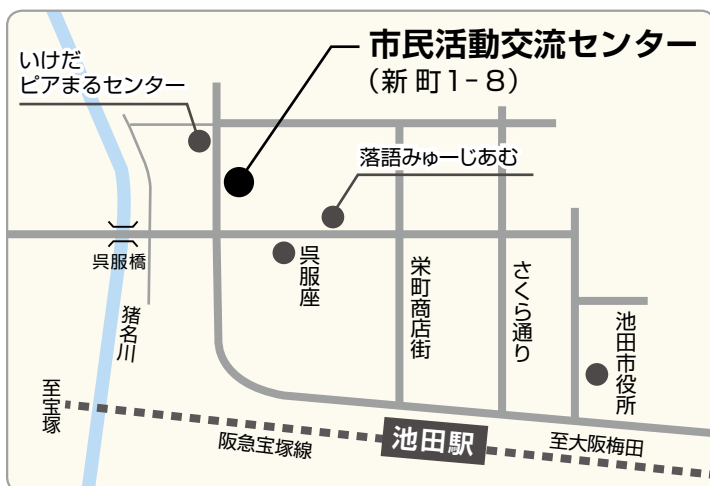 市民活動交流センター
（新町1-8）
いけだ
ピアまるセンター
落語みゅーじあむ
呉服橋
呉服座
栄町商店街
さくら通り
池田市役所
猪名川
至宝塚
阪急宝塚線
池田駅
至大阪梅田